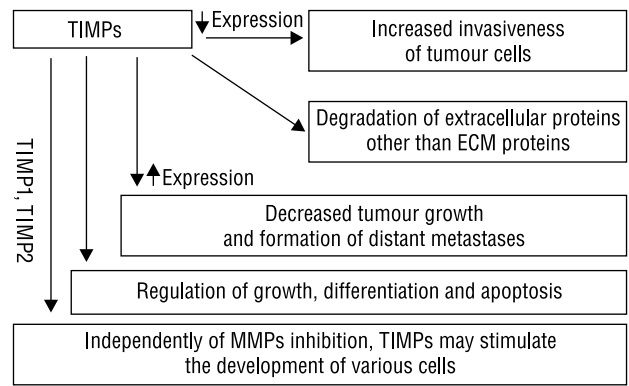 TIMPs
Expression
Increased invasiveness
of tumour cells
Degradation of extracellular proteins
other than ECM proteins
TIMP1, TIMP2
Expression
Decreased tumour growth
and formation of distant metastases
Regulation of growth, differentiation and apoptosis
Independently of MMPs inhibition, TIMPs may stimulate
the development of various cells